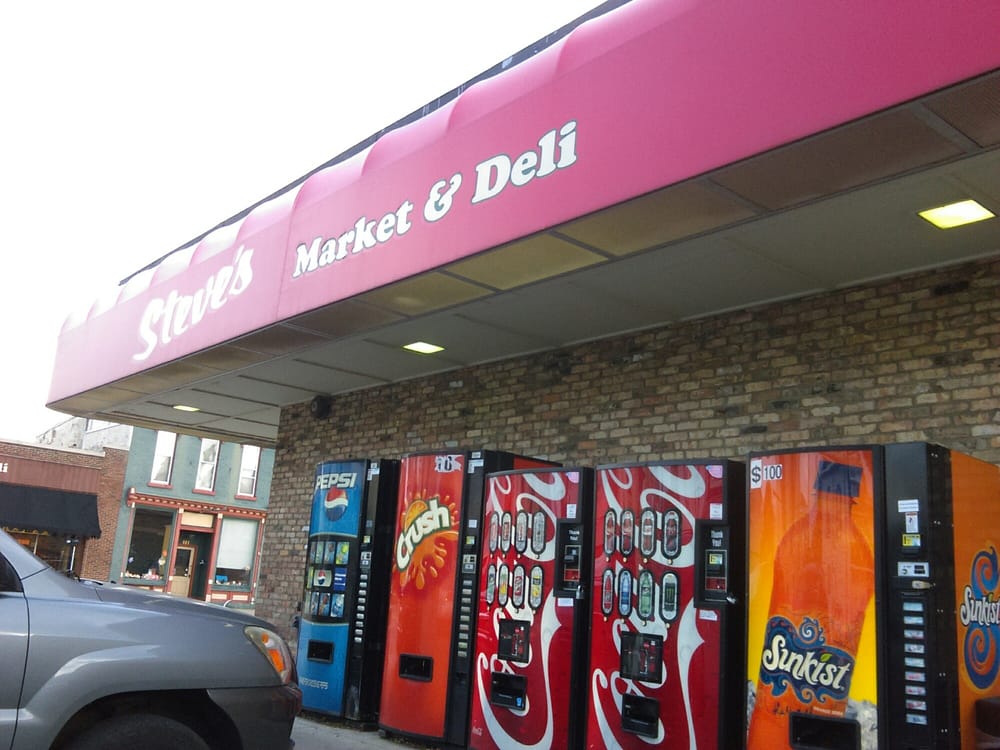 Steve's
Market & Deli
PEPSI
Crush
$100
Sunkist
Sunkist